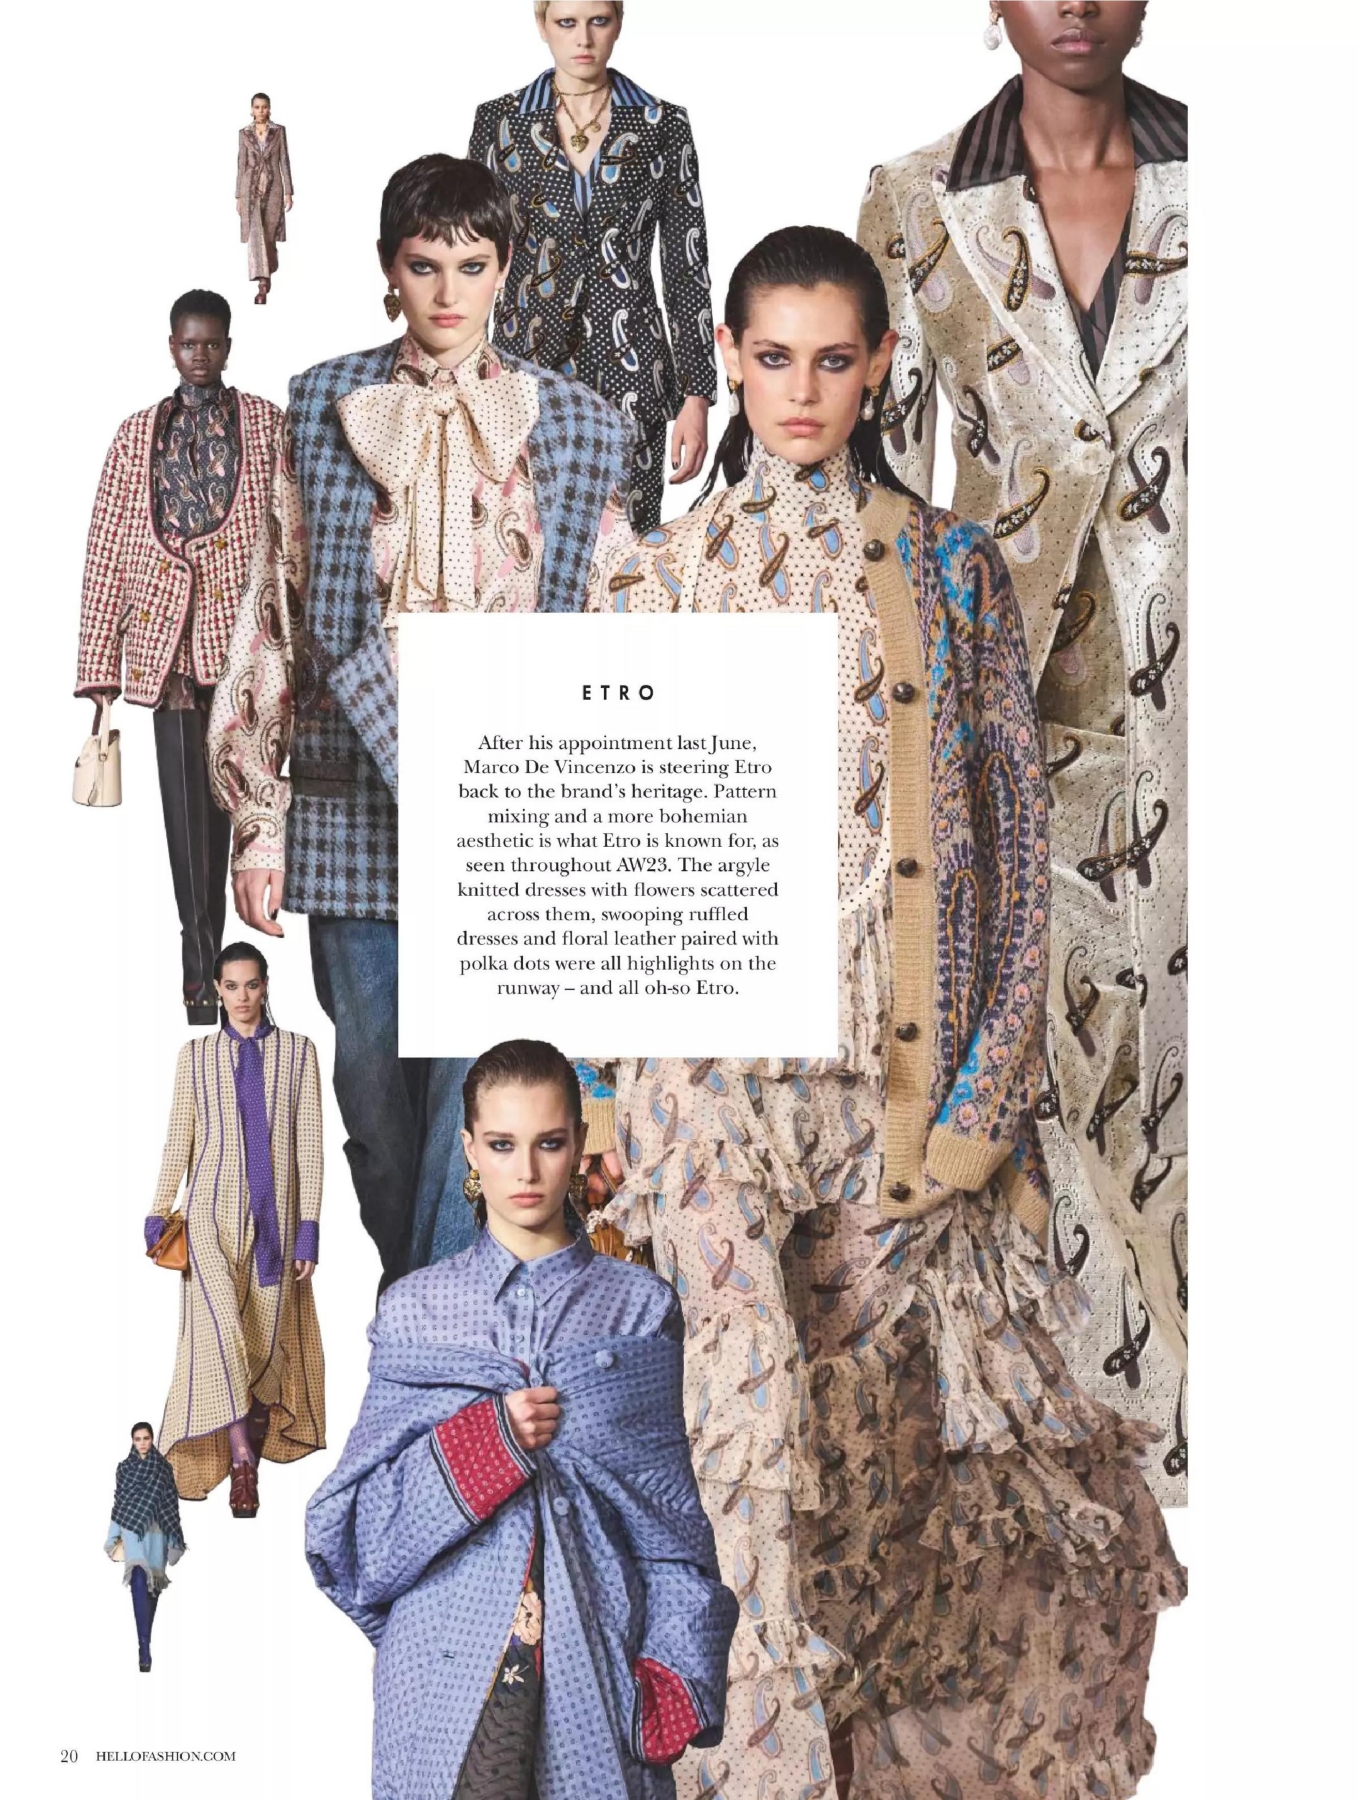 ETRO
After his appointment last June,
Marco De Vincenzo is steering Etro
back to the brand's heritage. Pattern
mixing and a more bohemian
aesthetic is what Etro is known for, as
seen throughout AW23. The argyle
knitted dresses with flowers scattered
across them, swooping ruffled
dresses and floral leather paired with
polka dots were all highlights on the
runway – and all oh-so Etro.
20 HELLOFASHION.COM